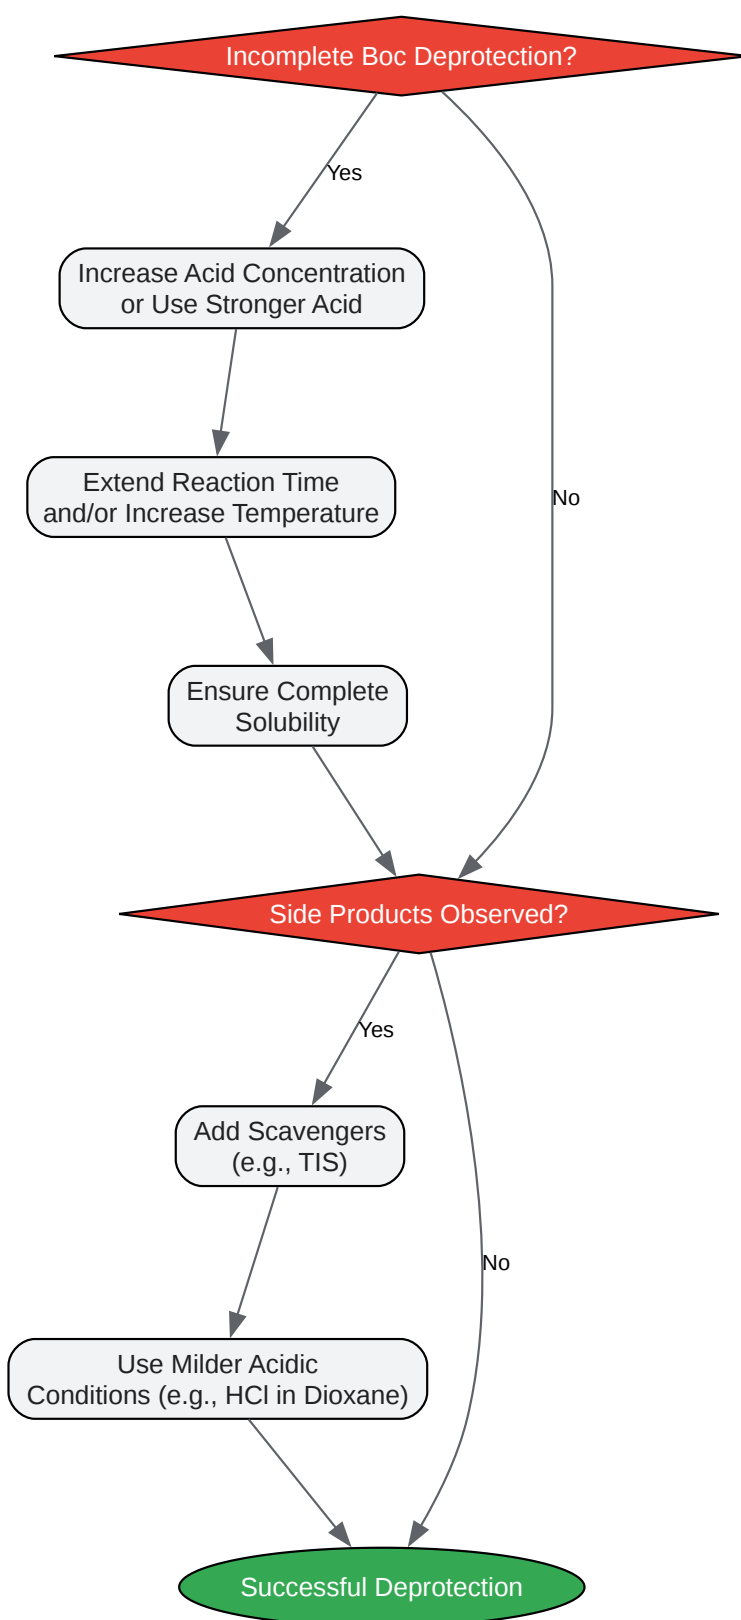 Incomplete Boc Deprotection?
Yes
Increase Acid Concentration
or Use Stronger Acid
Extend Reaction Time
and/or Increase Temperature
No
Ensure Complete
Solubility
Side Products Observed?
Yes
Add Scavengers
(e.g., TIS)
No
Use Milder Acidic
Conditions (e.g., HCl in Dioxane)
Successful Deprotection